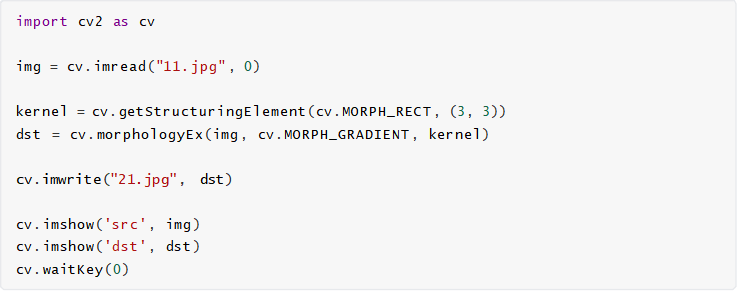 import cv2 as cv
img = cv.imread("11.jpg", 0)
kernel = cv.getStructuringElement(cv.MORPH_RECT, (3, 3))
dst = cv.morphologyEx(img, cv.MORPH_GRADIENT, kernel)
cv.imwrite("21.jpg", dst)
cv.imshow('src', img)
cv.imshow('dst', dst)
cv.waitKey(0)